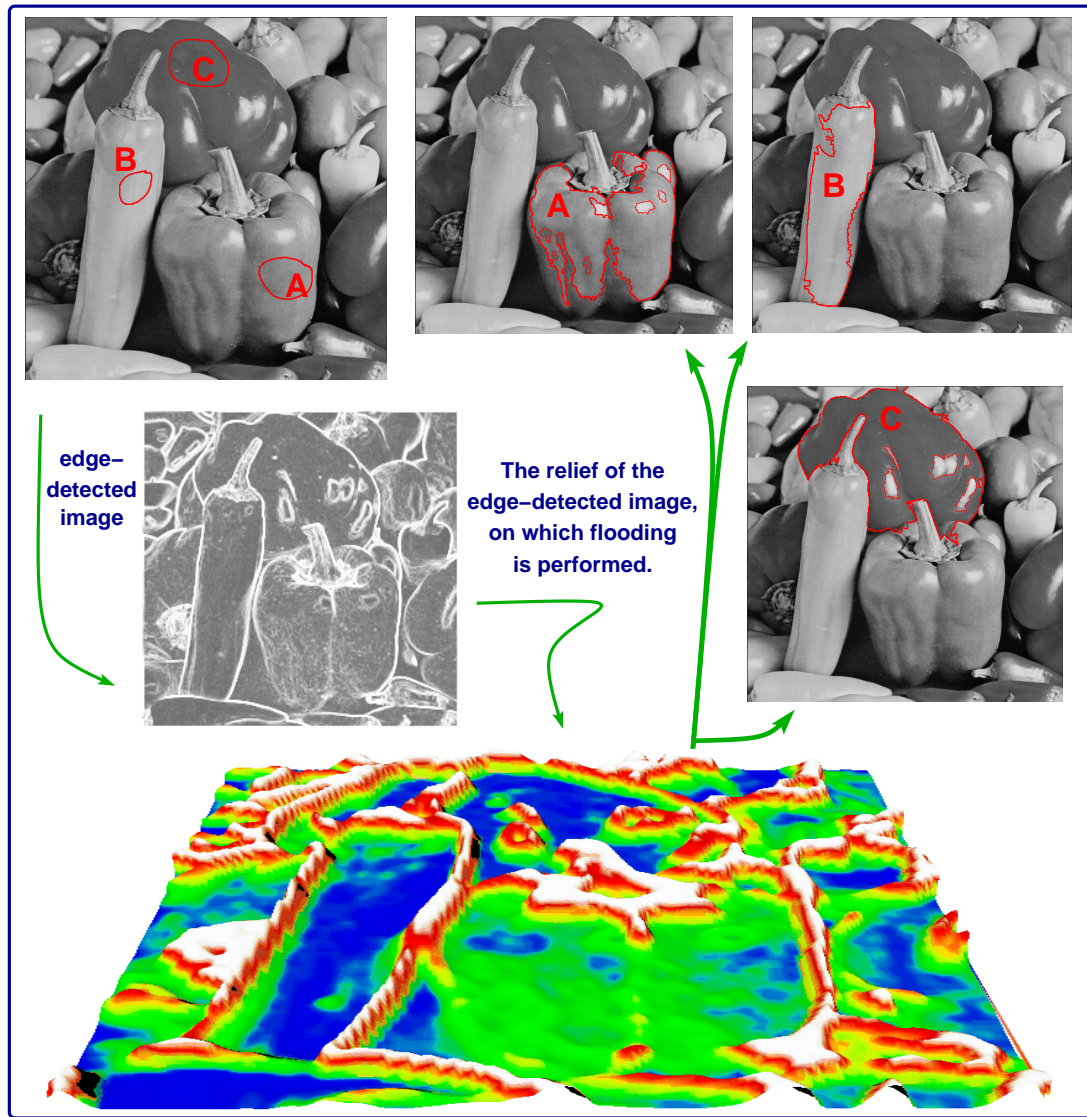 C
B
A
A
B
edge–
detected
image
The relief of the
edge–detected image,
on which flooding
is performed.
C